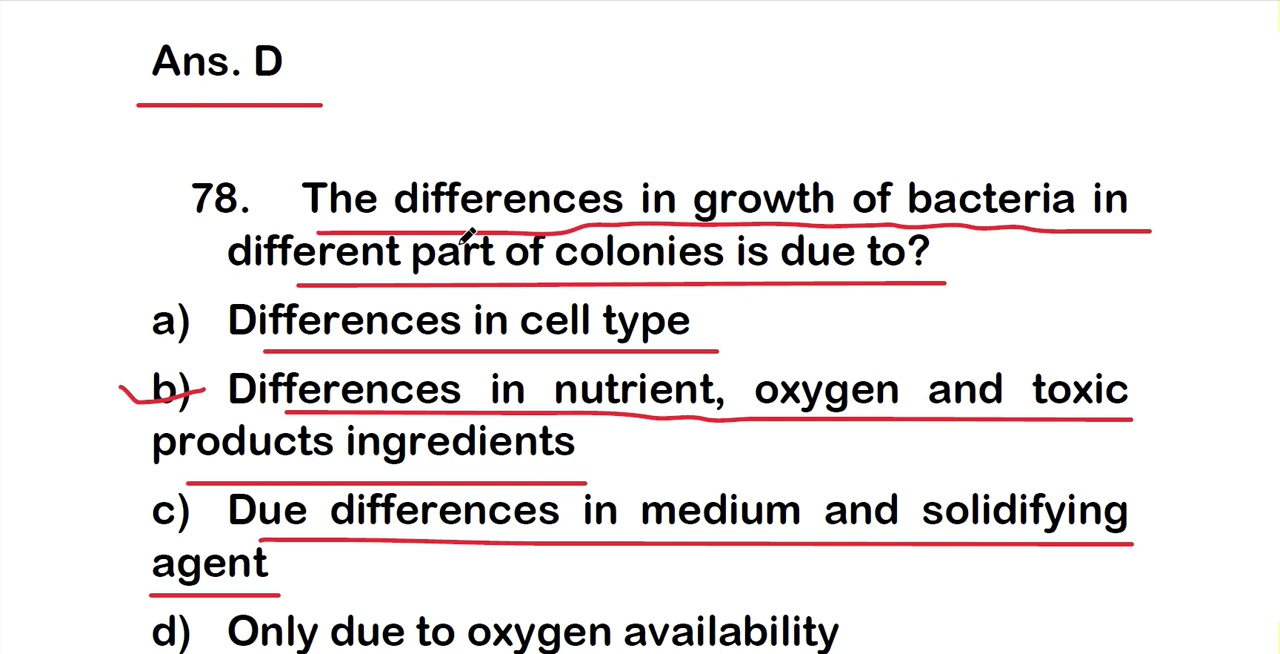 Ans. D
78. The differences in growth of bacteria in
different part of colonies is due to?
a) Differences in cell type
b) Differences in nutrient, oxygen and toxic
products ingredients
c) Due differences in medium and solidifying
agent
d) Only due to oxygen availability